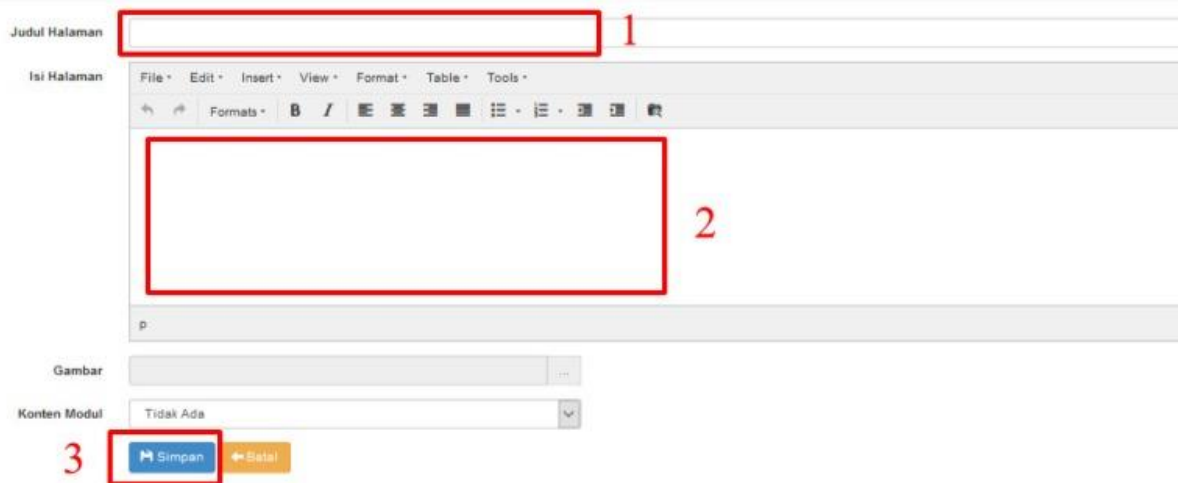 Judul Halaman
1
Isi Halaman
File Edit Insert View Format Table Tools
Formats B I
2
p
Gambar
...
Konten Modul Tidak Ada
3 Simpan Batal